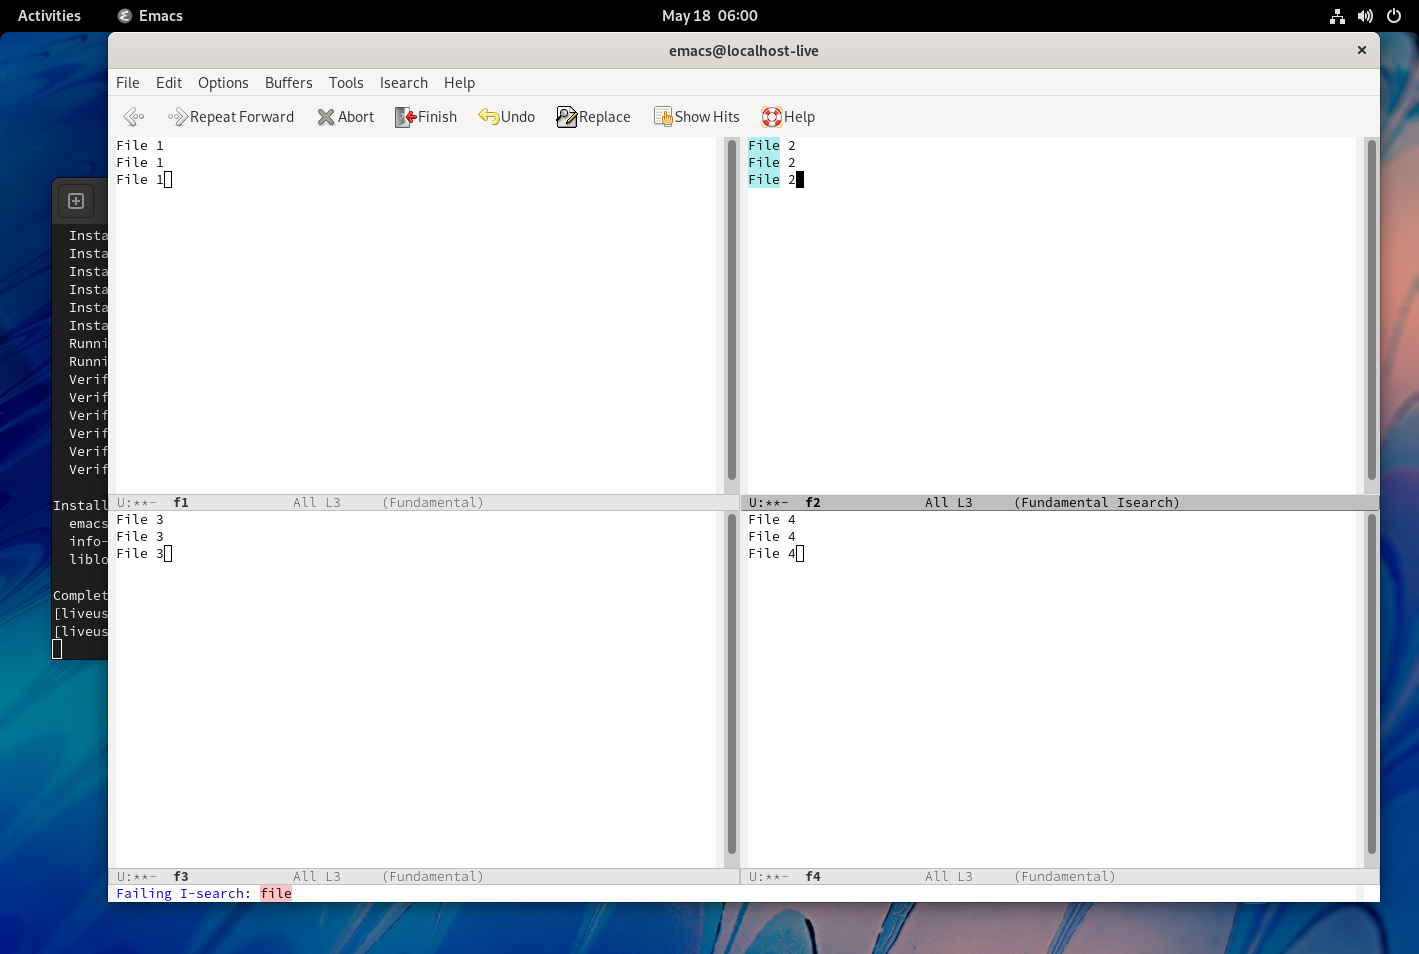 Activities Emacs May 18 06:00
emacs@localhost-live
File Edit Options Buffers Tools Isearch Help
Repeat Forward Abort Finish Undo Replace Show Hits Help
File 1
File 1
File 1
U:**- f1 All L3 (Fundamental)
File 2
File 2
File 2
U:**- f2 All L3 (Fundamental Isearch)
File 3
File 3
File 3
U:**- f3 All L3 (Fundamental)
File 4
File 4
File 4
U:**- f4 All L3 (Fundamental)
Failing I-search: file
Insta
Insta
Insta
Insta
Insta
Insta
Runni
Runni
Verif
Verif
Verif
Verif
Verif
Verif
Install
emacs
info-
liblo
Complet
[liveus
[liveus